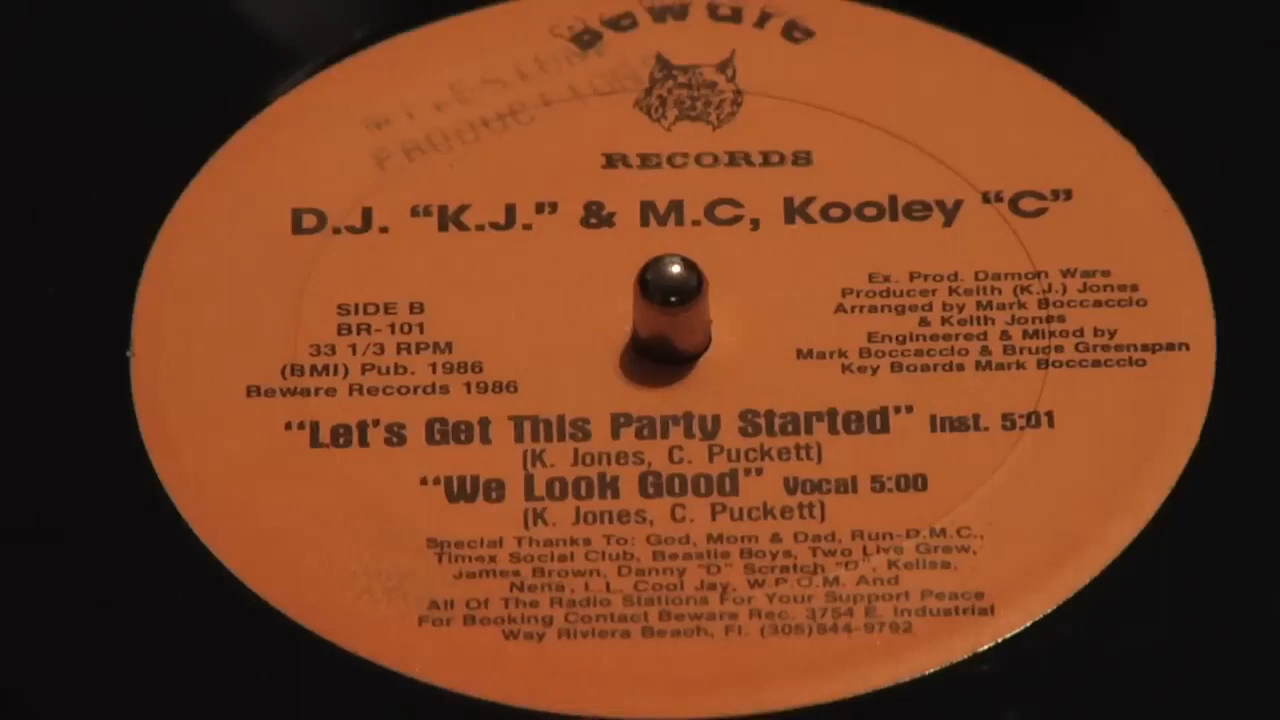 Beware
PRODUCTIONS
RECORDS
D.J. “K.J.” & M.C, Kooley “C”
SIDE B
BR-101
33 1/3 RPM
(BMI) Pub. 1986
Beware Records 1986
Ex. Prod. Damon Ware
Producer Keith (K.J.) Jones
Arranged by Mark Boccaccio
& Keith Jones
Engineered & Mixed by
Mark Boccaccio & Bruce Greenspan
Key Boards Mark Boccaccio
“Let's Get This Party Started” Inst. 5:01
(K. Jones, C. Puckett)
“We Look Good” Vocal 5:00
(K. Jones, C. Puckett)
Special Thanks To: God, Mom & Dad, Run-D.M.C.,
Timex Social Club, Beastie Boys, Two Live Crew,
James Brown, Danny "D" Scratch "D", Kelisa,
Nena, L.L. Cool Jay, W.P.O.M. And
All Of The Radio Stations For Your Support Peace
For Booking Contact Beware Rec. 3754 E. Industrial
Way Riviera Beach, Fl. (305)844-9792